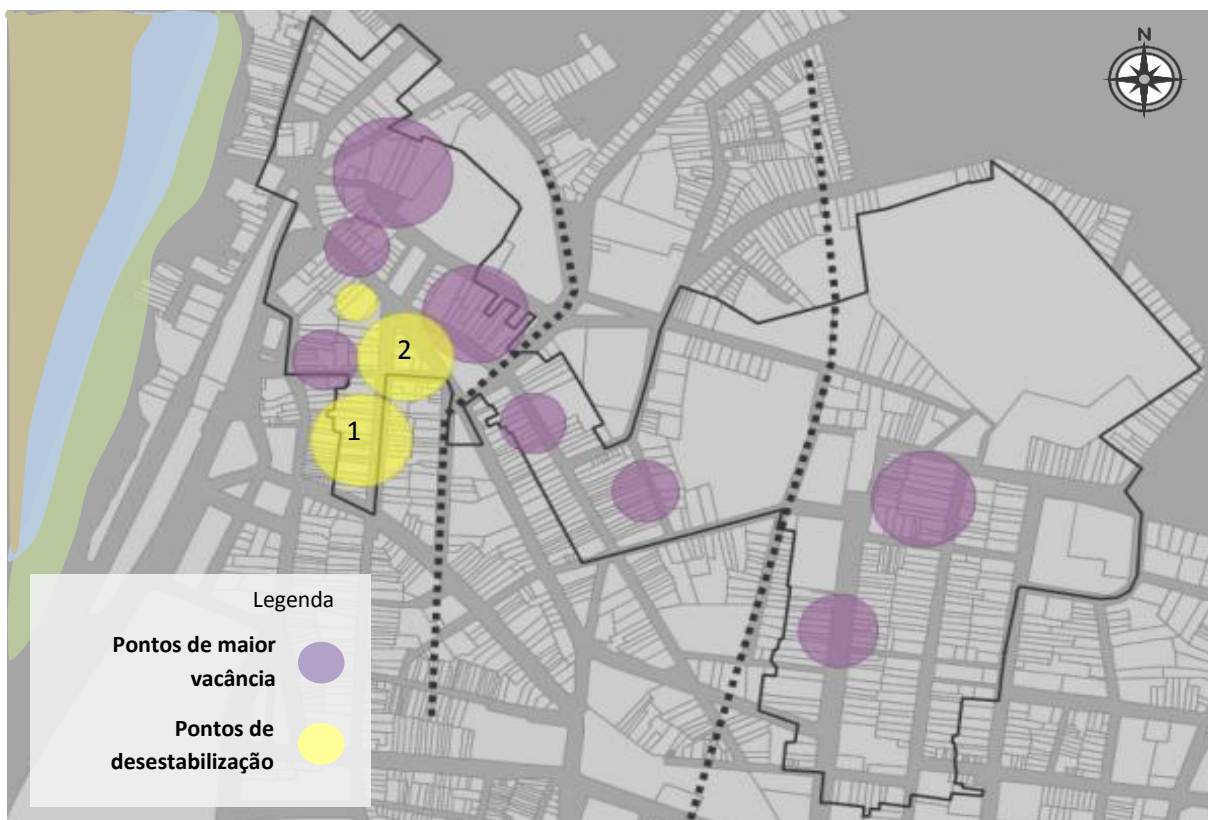 N
2
1
Legenda
Pontos de maior
vacância
Pontos de
desestabilização